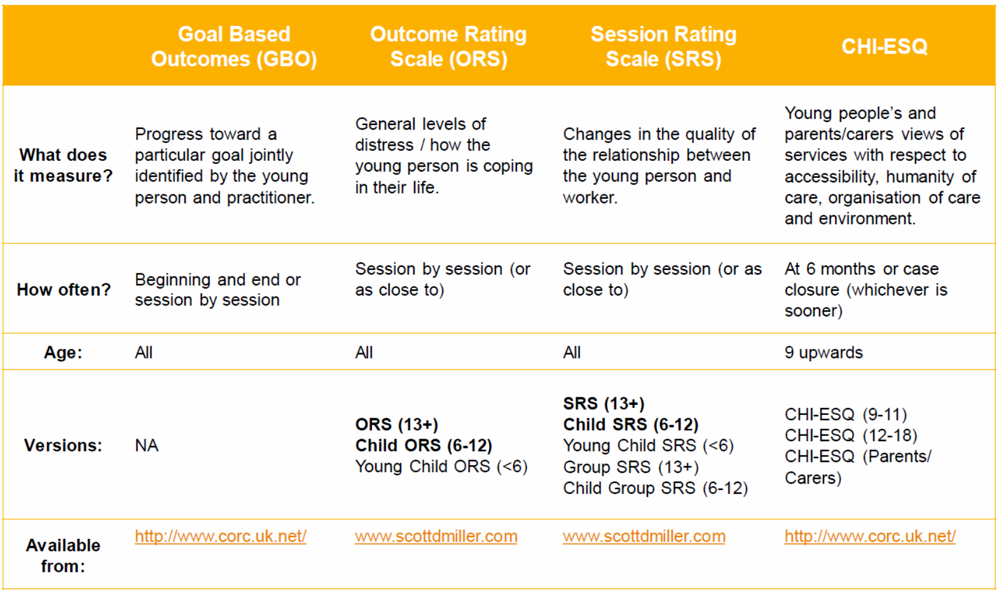 Goal Based
Outcomes (GBO)
Outcome Rating
Scale (ORS)
Session Rating
Scale (SRS)
CHI-ESQ
What does
it measure?
Progress toward a
particular goal jointly
identified by the young
person and practitioner.
General levels of
distress / how the
young person is coping
in their life.
Changes in the quality of
the relationship between
the young person and
worker.
Young people’s and
parents/carers views of
services with respect to
accessibility, humanity of
care, organisation of care
and environment.
How often?
Beginning and end or
session by session
Session by session (or
as close to)
Session by session (or as
close to)
At 6 months or case
closure (whichever is
sooner)
Age:
All
All
All
9 upwards
Versions:
NA
ORS (13+)
Child ORS (6-12)
Young Child ORS (<6)
SRS (13+)
Child SRS (6-12)
Young Child SRS (<6)
Group SRS (13+)
Child Group SRS (6-12)
CHI-ESQ (9-11)
CHI-ESQ (12-18)
CHI-ESQ (Parents/
Carers)
Available
from:
http://www.corc.uk.net/
www.scottdmiller.com
www.scottdmiller.com
http://www.corc.uk.net/